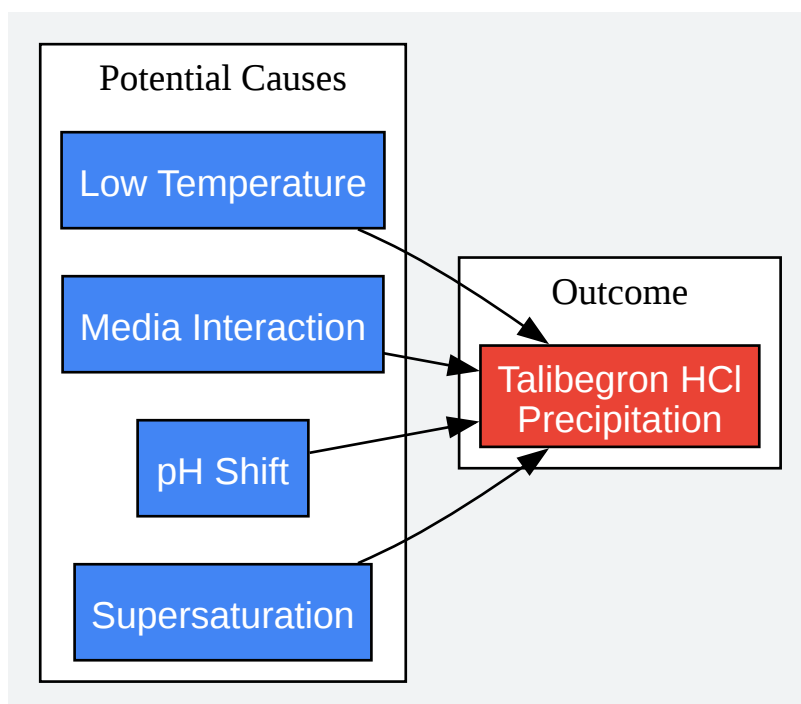 Potential Causes
Low Temperature
Media Interaction
pH Shift
Supersaturation
Outcome
Talibegron HCl
Precipitation